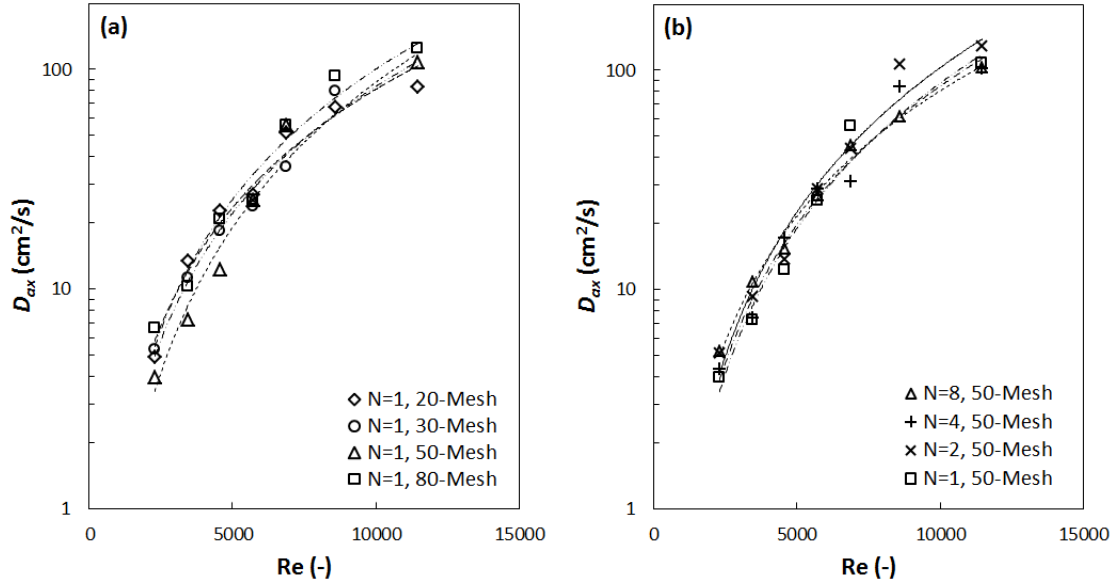 (a)
100
10
1
D_ax (cm²/s)
0 5000 10000 15000
Re (-)
N=1, 20-Mesh
N=1, 30-Mesh
N=1, 50-Mesh
N=1, 80-Mesh
(b)
100
10
1
D_ax (cm²/s)
0 5000 10000 15000
Re (-)
N=8, 50-Mesh
N=4, 50-Mesh
N=2, 50-Mesh
N=1, 50-Mesh